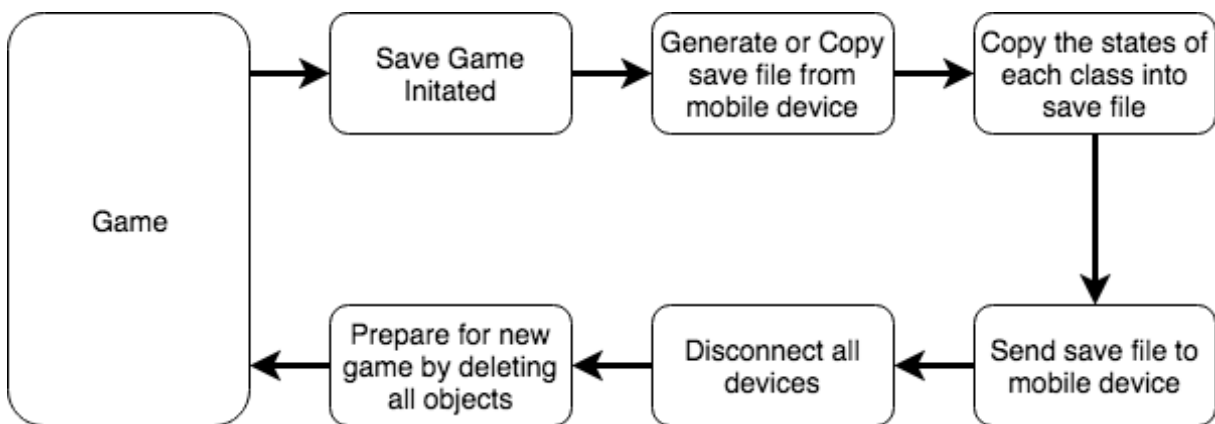 Game
Save Game
Initated
Generate or Copy
save file from
mobile device
Copy the states of
each class into
save file
Send save file to
mobile device
Disconnect all
devices
Prepare for new
game by deleting
all objects